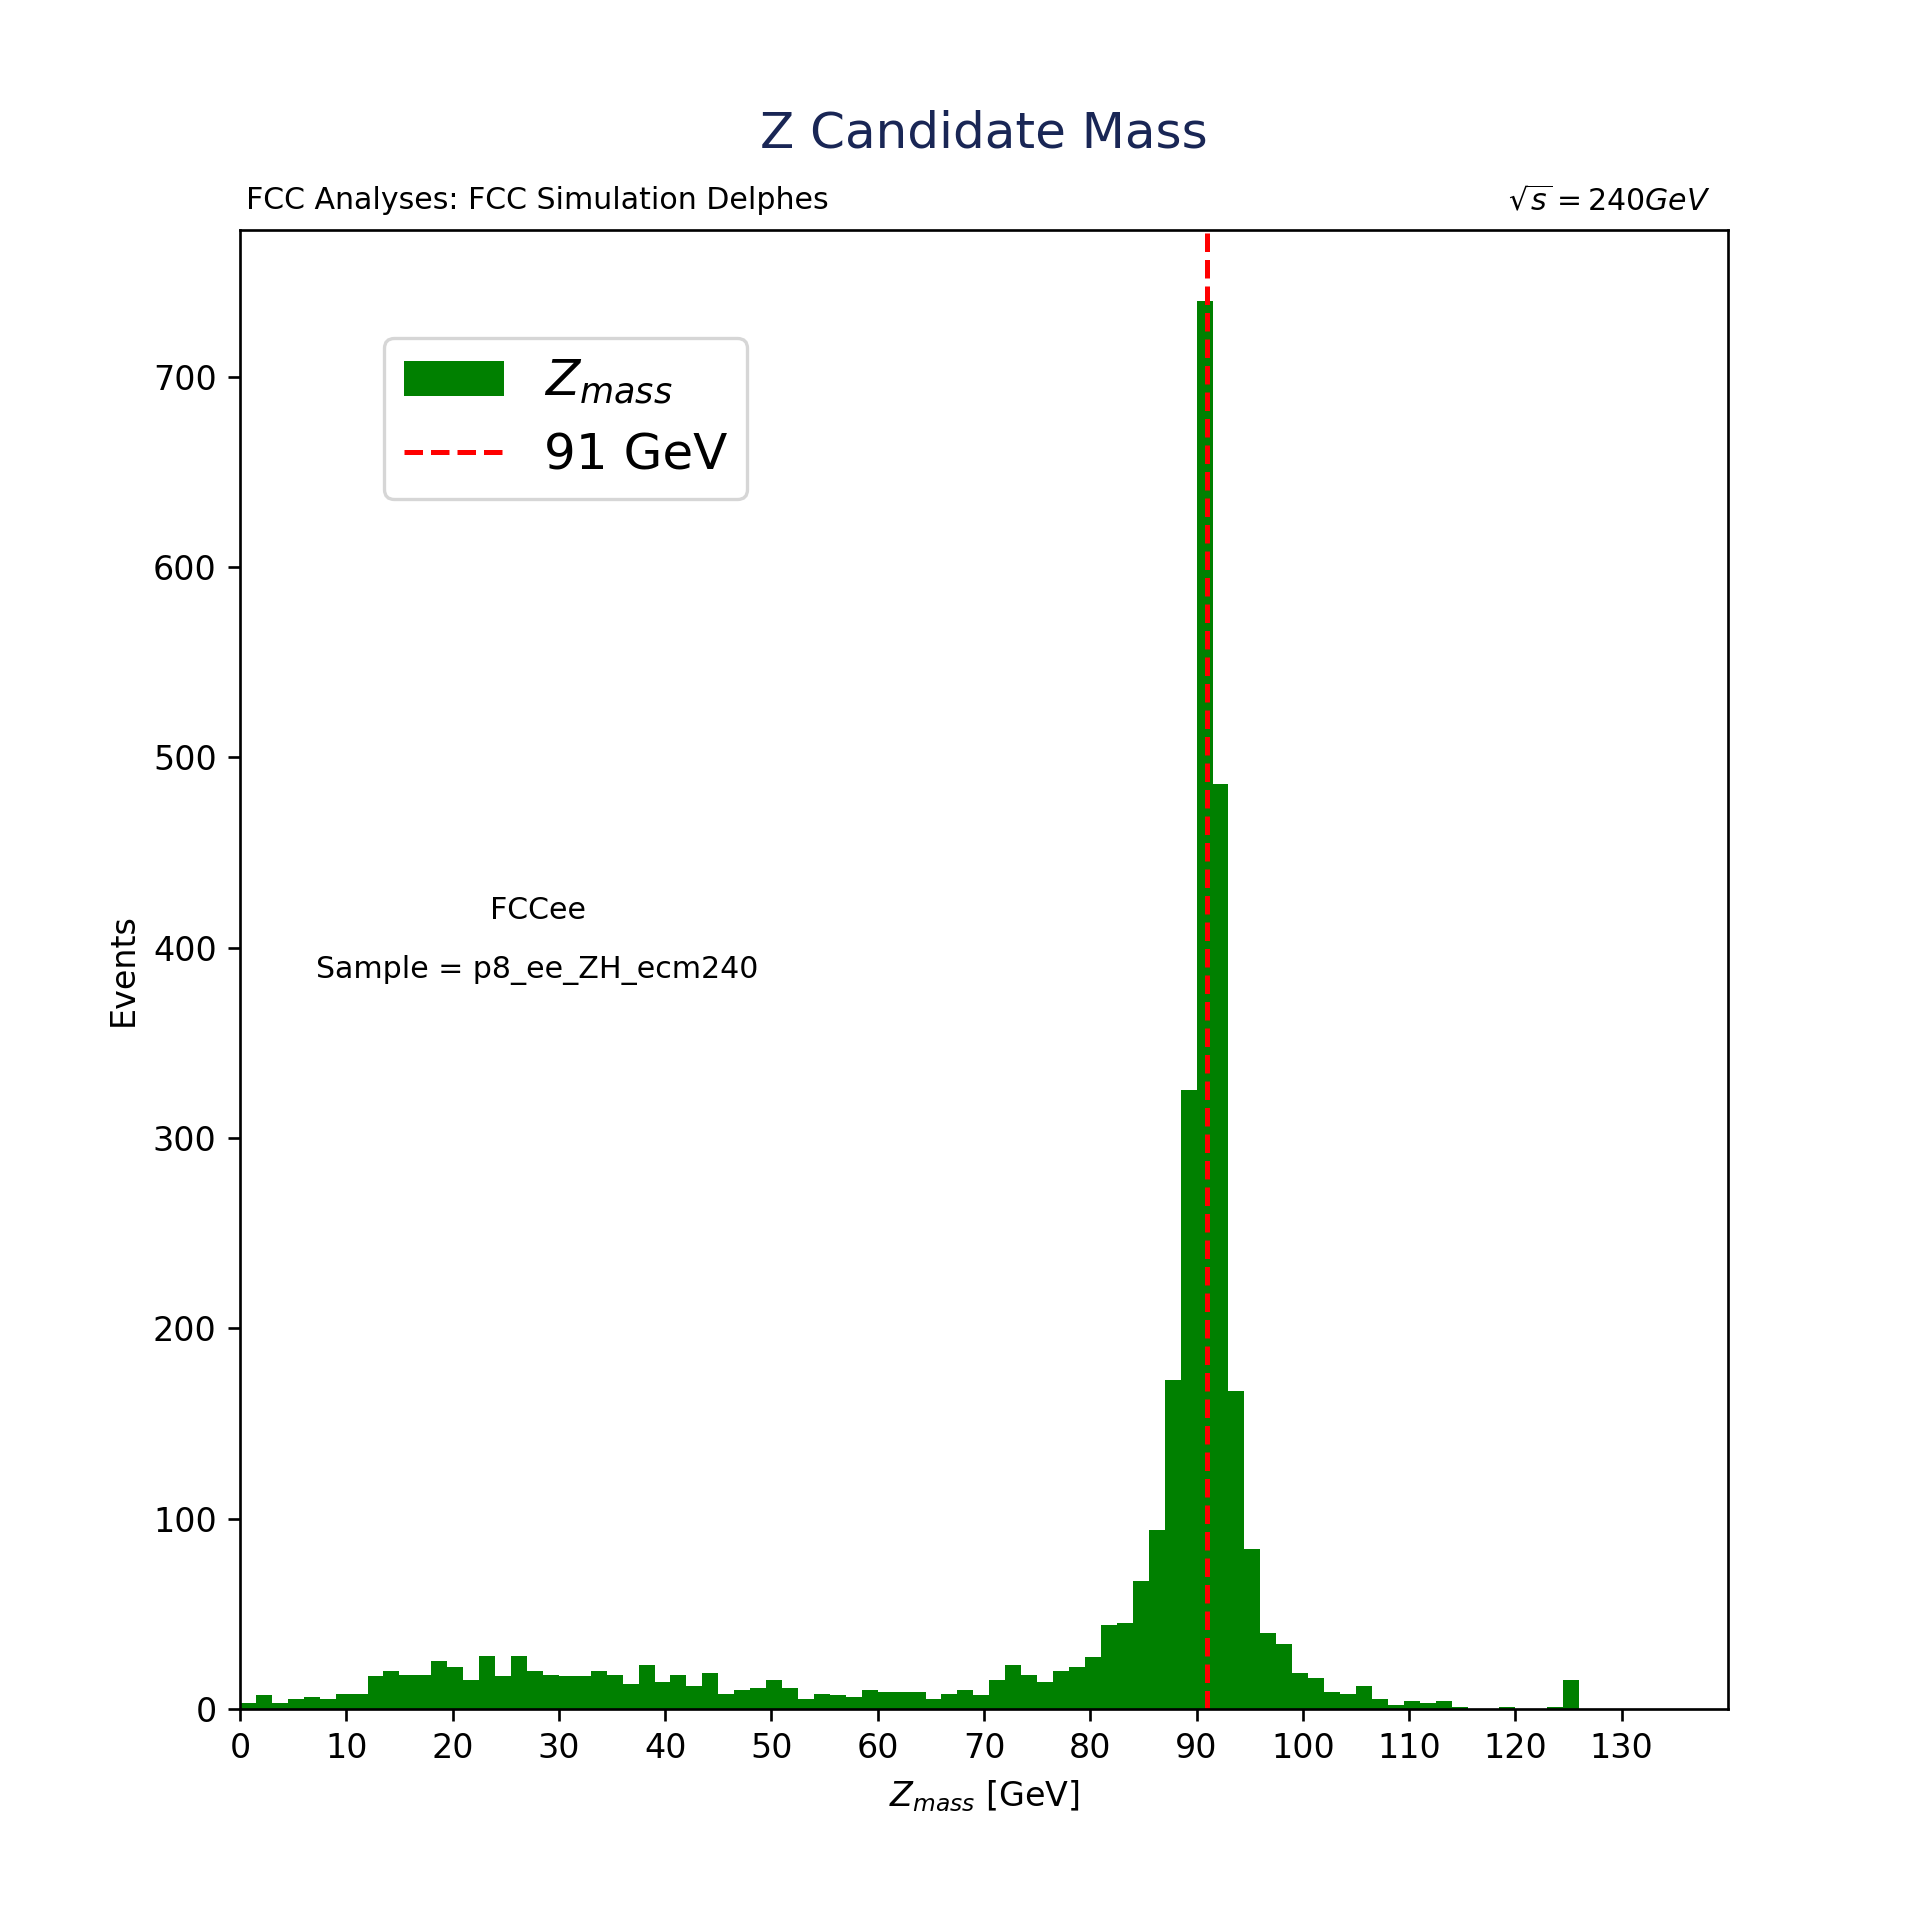 Z Candidate Mass
FCC Analyses: FCC Simulation Delphes
√s = 240GeV
Z_mass
91 GeV
FCCee
Sample = p8_ee_ZH_ecm240
Events
700
600
500
400
300
200
100
0
0 10 20 30 40 50 60 70 80 90 100 110 120 130
Z_mass [GeV]